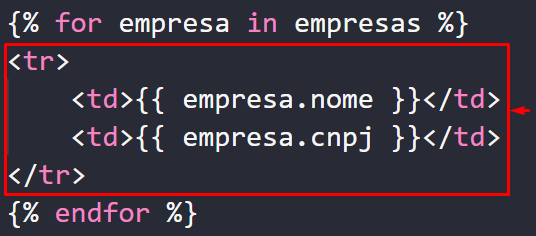 {% for empresa in empresas %}
<tr>
    <td>{{ empresa.nome }}</td>
    <td>{{ empresa.cnpj }}</td>
</tr>
{% endfor %}